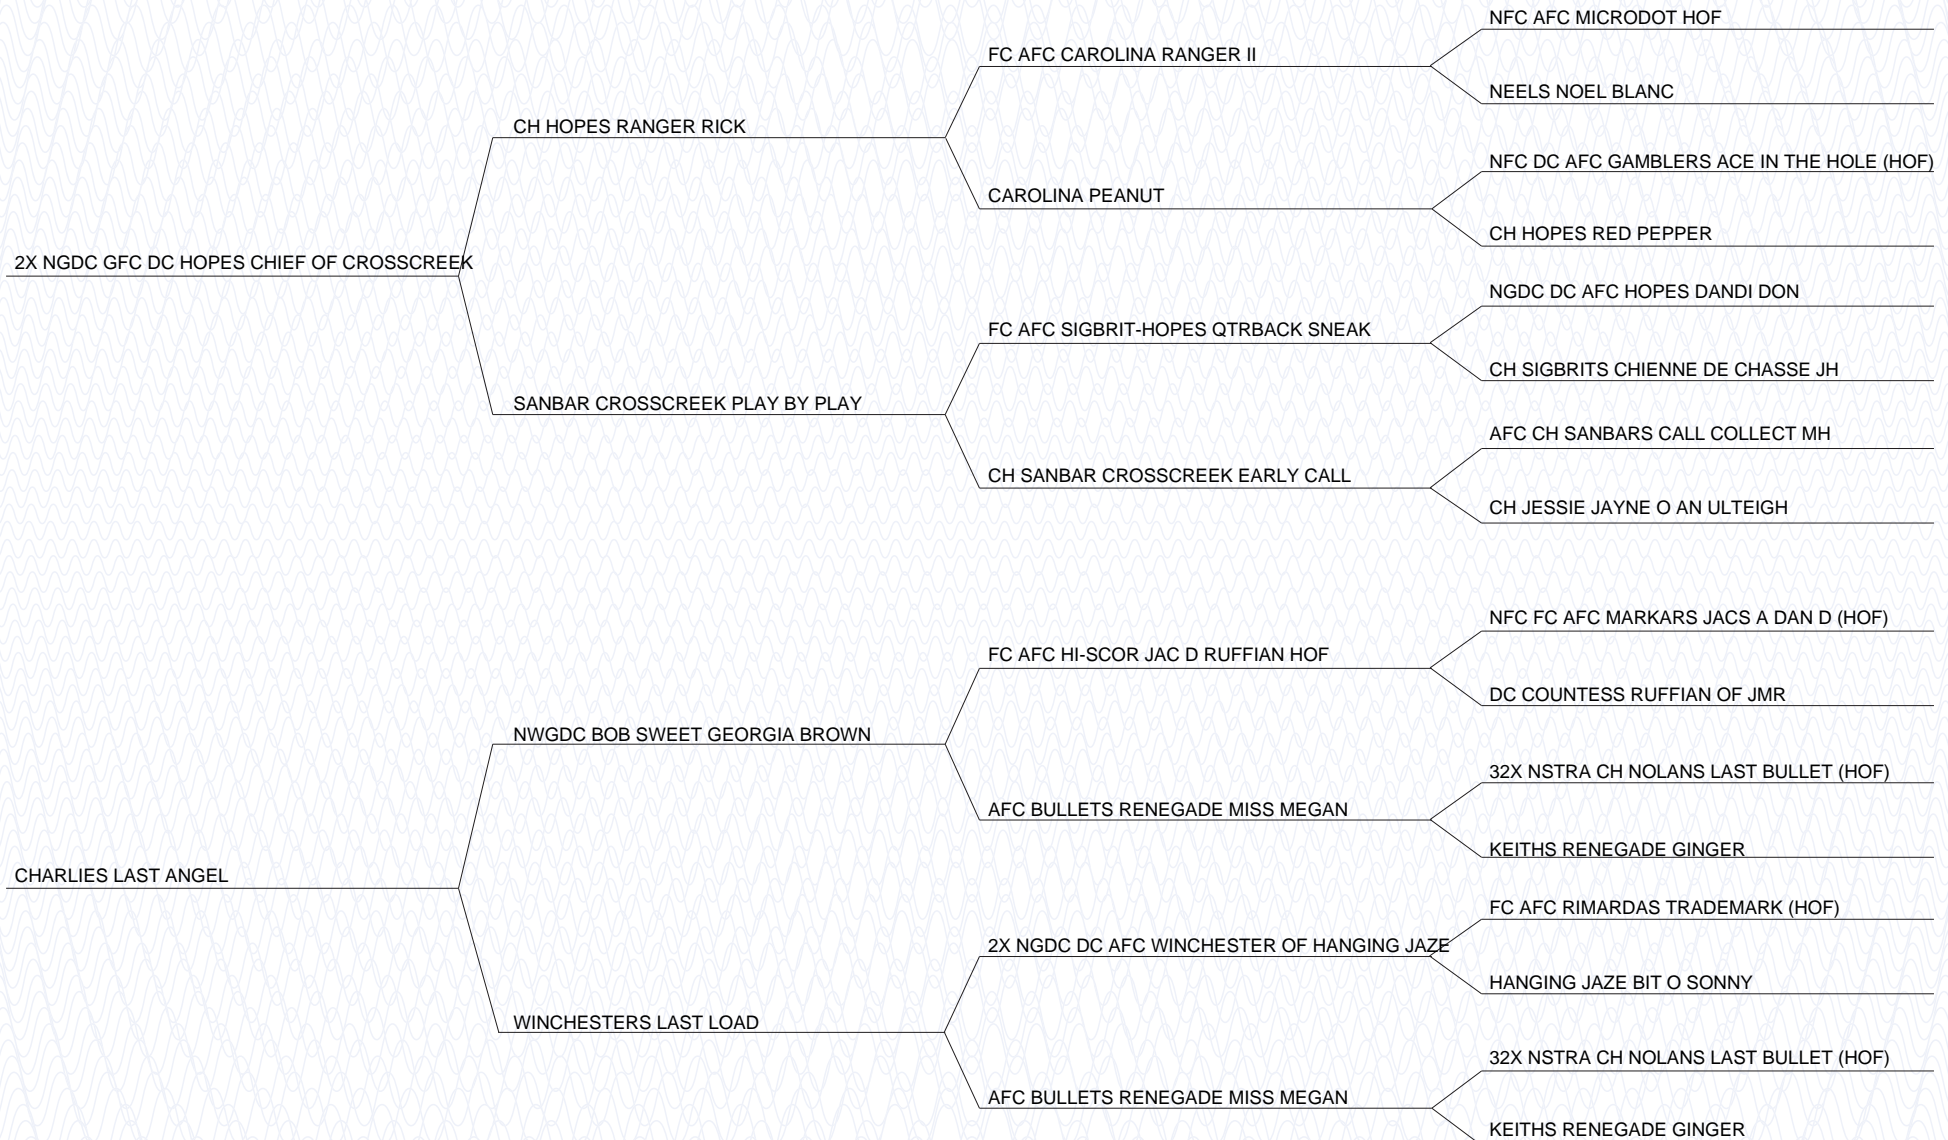 NFC AFC MICRODOT HOF
FC AFC CAROLINA RANGER II
NEELS NOEL BLANC
CH HOPES RANGER RICK
NFC DC AFC GAMBLERS ACE IN THE HOLE (HOF)
CAROLINA PEANUT
CH HOPES RED PEPPER
2X NGDC GFC DC HOPES CHIEF OF CROSSCREEK
NGDC DC AFC HOPES DANDI DON
FC AFC SIGBRIT-HOPES QTRBACK SNEAK
CH SIGBRITS CHIENNE DE CHASSE JH
SANBAR CROSSCREEK PLAY BY PLAY
AFC CH SANBARS CALL COLLECT MH
CH SANBAR CROSSCREEK EARLY CALL
CH JESSIE JAYNE O AN ULTEIGH
NFC FC AFC MARKARS JACS A DAN D (HOF)
FC AFC HI-SCOR JAC D RUFFIAN HOF
DC COUNTESS RUFFIAN OF JMR
NWGDC BOB SWEET GEORGIA BROWN
32X NSTRA CH NOLANS LAST BULLET (HOF)
AFC BULLETS RENEGADE MISS MEGAN
KEITHS RENEGADE GINGER
CHARLIES LAST ANGEL
FC AFC RIMARDAS TRADEMARK (HOF)
2X NGDC DC AFC WINCHESTER OF HANGING JAZE
HANGING JAZE BIT O SONNY
WINCHESTERS LAST LOAD
32X NSTRA CH NOLANS LAST BULLET (HOF)
AFC BULLETS RENEGADE MISS MEGAN
KEITHS RENEGADE GINGER